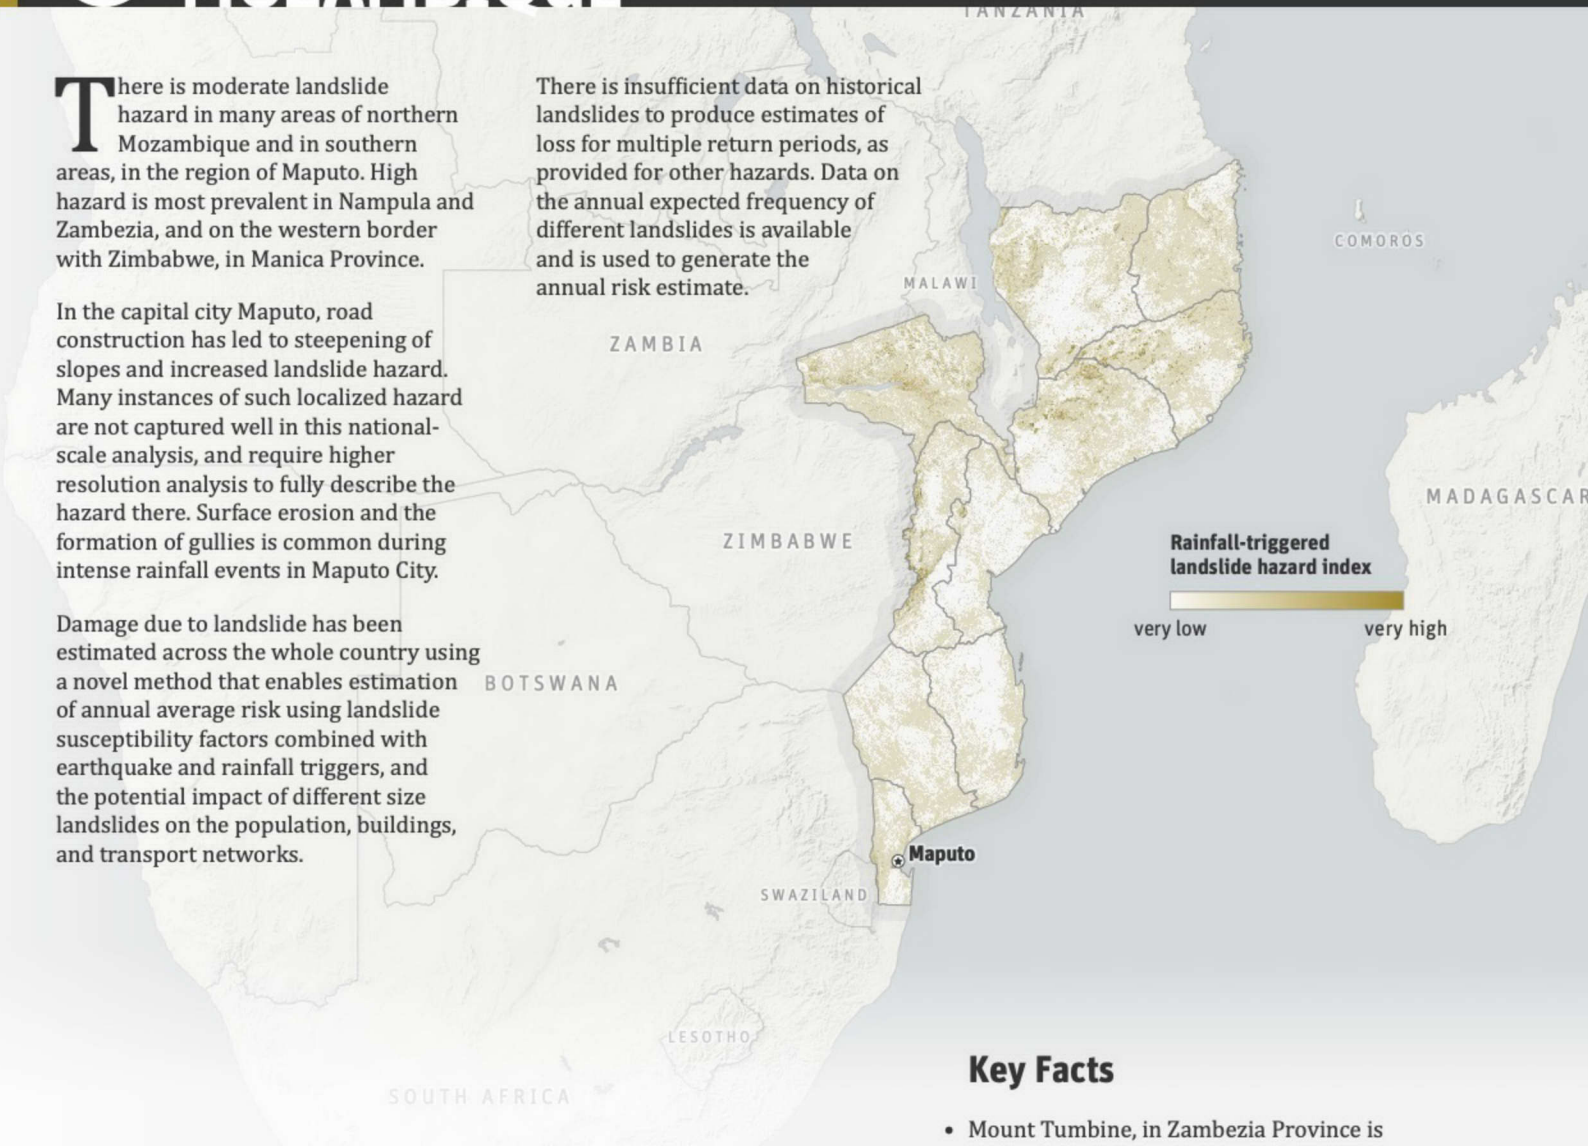 There is moderate landslide
hazard in many areas of northern
Mozambique and in southern
areas, in the region of Maputo. High
hazard is most prevalent in Nampula and
Zambezia, and on the western border
with Zimbabwe, in Manica Province.
In the capital city Maputo, road
construction has led to steepening of
slopes and increased landslide hazard.
Many instances of such localized hazard
are not captured well in this national-
scale analysis, and require higher
resolution analysis to fully describe the
hazard there. Surface erosion and the
formation of gullies is common during
intense rainfall events in Maputo City.
Damage due to landslide has been
estimated across the whole country using
a novel method that enables estimation
of annual average risk using landslide
susceptibility factors combined with
earthquake and rainfall triggers, and
the potential impact of different size
landslides on the population, buildings,
and transport networks.
There is insufficient data on historical
landslides to produce estimates of
loss for multiple return periods, as
provided for other hazards. Data on
the annual expected frequency of
different landslides is available
and is used to generate the
annual risk estimate.
TANZANIA
COMOROS
MALAWI
ZAMBIA
MADAGASCAR
ZIMBABWE
Rainfall-triggered
landslide hazard index
very low very high
BOTSWANA
Maputo
SWAZILAND
LESOTHO
SOUTH AFRICA
Key Facts
• Mount Tumbine, in Zambezia Province is